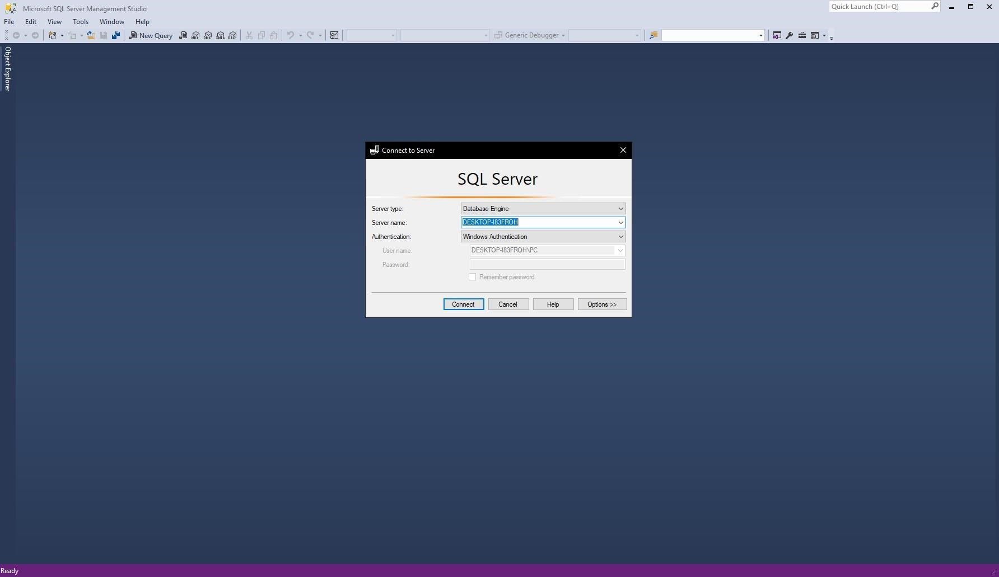 Microsoft SQL Server Management Studio
Quick Launch (Ctrl+Q)
File Edit View Tools Window Help
New Query
MDX DMX XMLA DAX
Generic Debugger
Object Explorer
Connect to Server
SQL Server
Server type: Database Engine
Server name: DESKTOP-I83FROH
Authentication: Windows Authentication
User name: DESKTOP-I83FROH\PC
Password:
Remember password
Connect Cancel Help Options >>
Ready